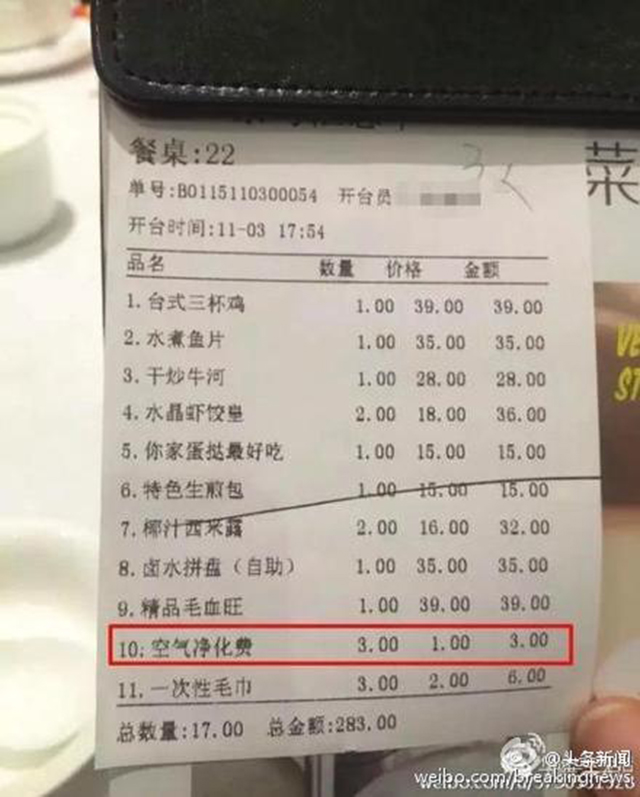 餐桌:22
单号:B0115110300054 开台员
开台时间:11-03 17:54
品名 数量 价格 金额
1.台式三杯鸡 1.00 39.00 39.00
2.水煮鱼片 1.00 35.00 35.00
3.干炒牛河 1.00 28.00 28.00
4.水晶虾饺皇 2.00 18.00 36.00
5.你家蛋挞最好吃 1.00 15.00 15.00
6.特色生煎包 1.00 15.00 15.00
7.椰汁西米露 2.00 16.00 32.00
8.卤水拼盘(自助) 1.00 35.00 35.00
9.精品毛血旺 1.00 39.00 39.00
10.空气净化费 3.00 1.00 3.00
11.一次性毛巾 3.00 2.00 6.00
总数量:17.00 总金额:283.00
菜
VE
ST
@头条新闻
weibo.com/breakingnews